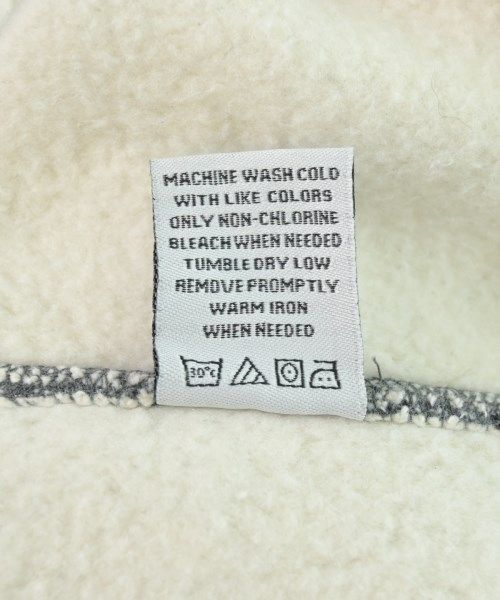 MACHINE WASH COLD
WITH LIKE COLORS
ONLY NON-CHLORINE
BLEACH WHEN NEEDED
TUMBLE DRY LOW
REMOVE PROMPTLY
WARM IRON
WHEN NEEDED
30°C